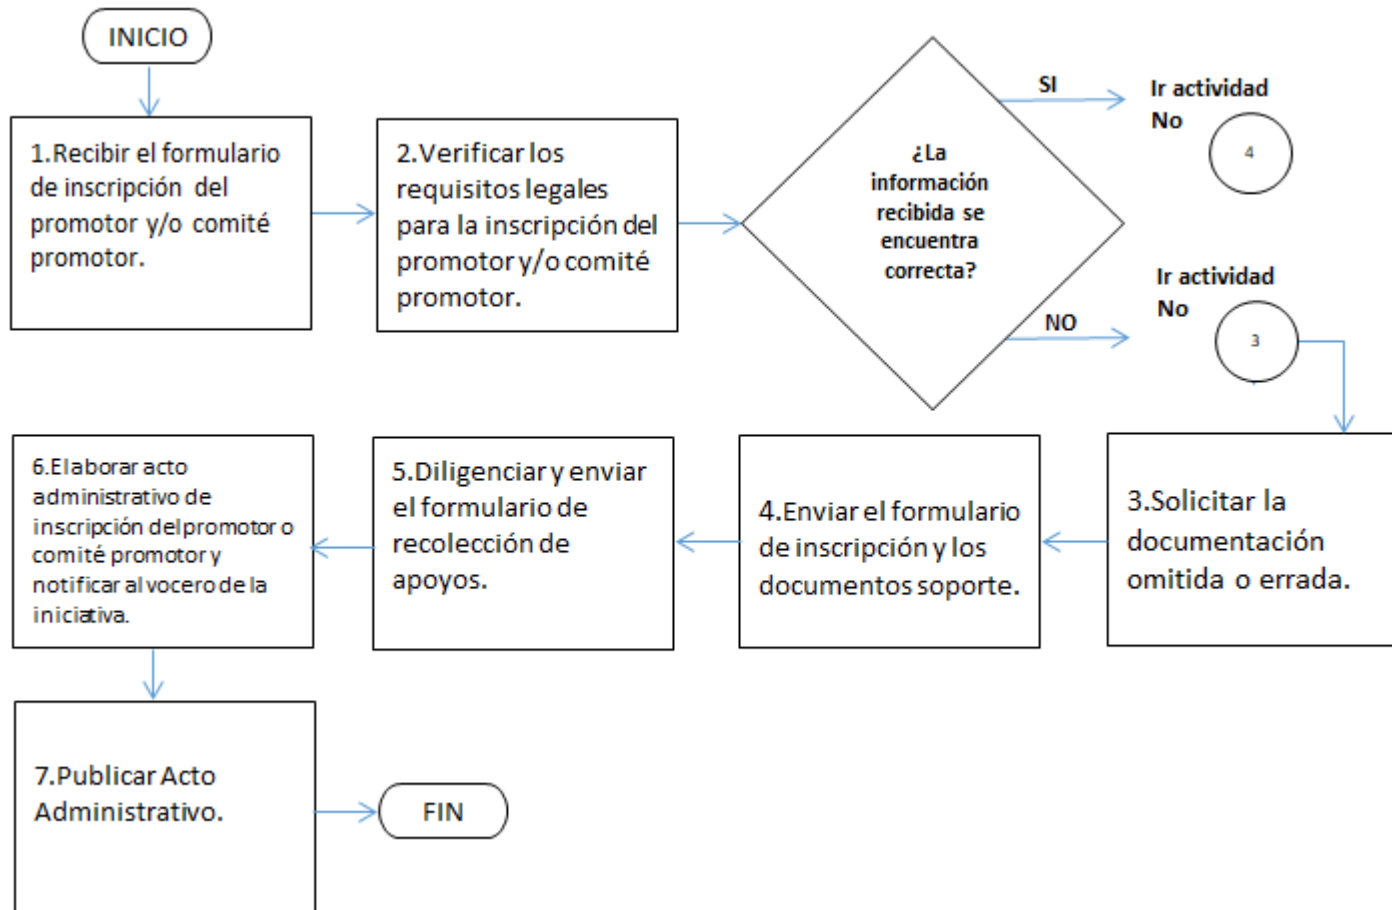 INICIO
1.Recibir el formulario
de inscripción del
promotor y/o comité
promotor.
2.Verificar los
requisitos legales
para la inscripción del
promotor y/o comité
promotor.
¿La
información
recibida se
encuentra
correcta?
SI
Ir actividad
No
4
NO
Ir actividad
No
3
3.Solicitar la
documentación
omitida o errada.
4.Enviar el formulario
de inscripción y los
documentos soporte.
5.Diligenciar y enviar
el formulario de
recolección de
apoyos.
6.Elaborar acto
administrativo de
inscripción del promotor o
comité promotor y
notificar al vocero de la
iniciativa.
7.Publicar Acto
Administrativo.
FIN